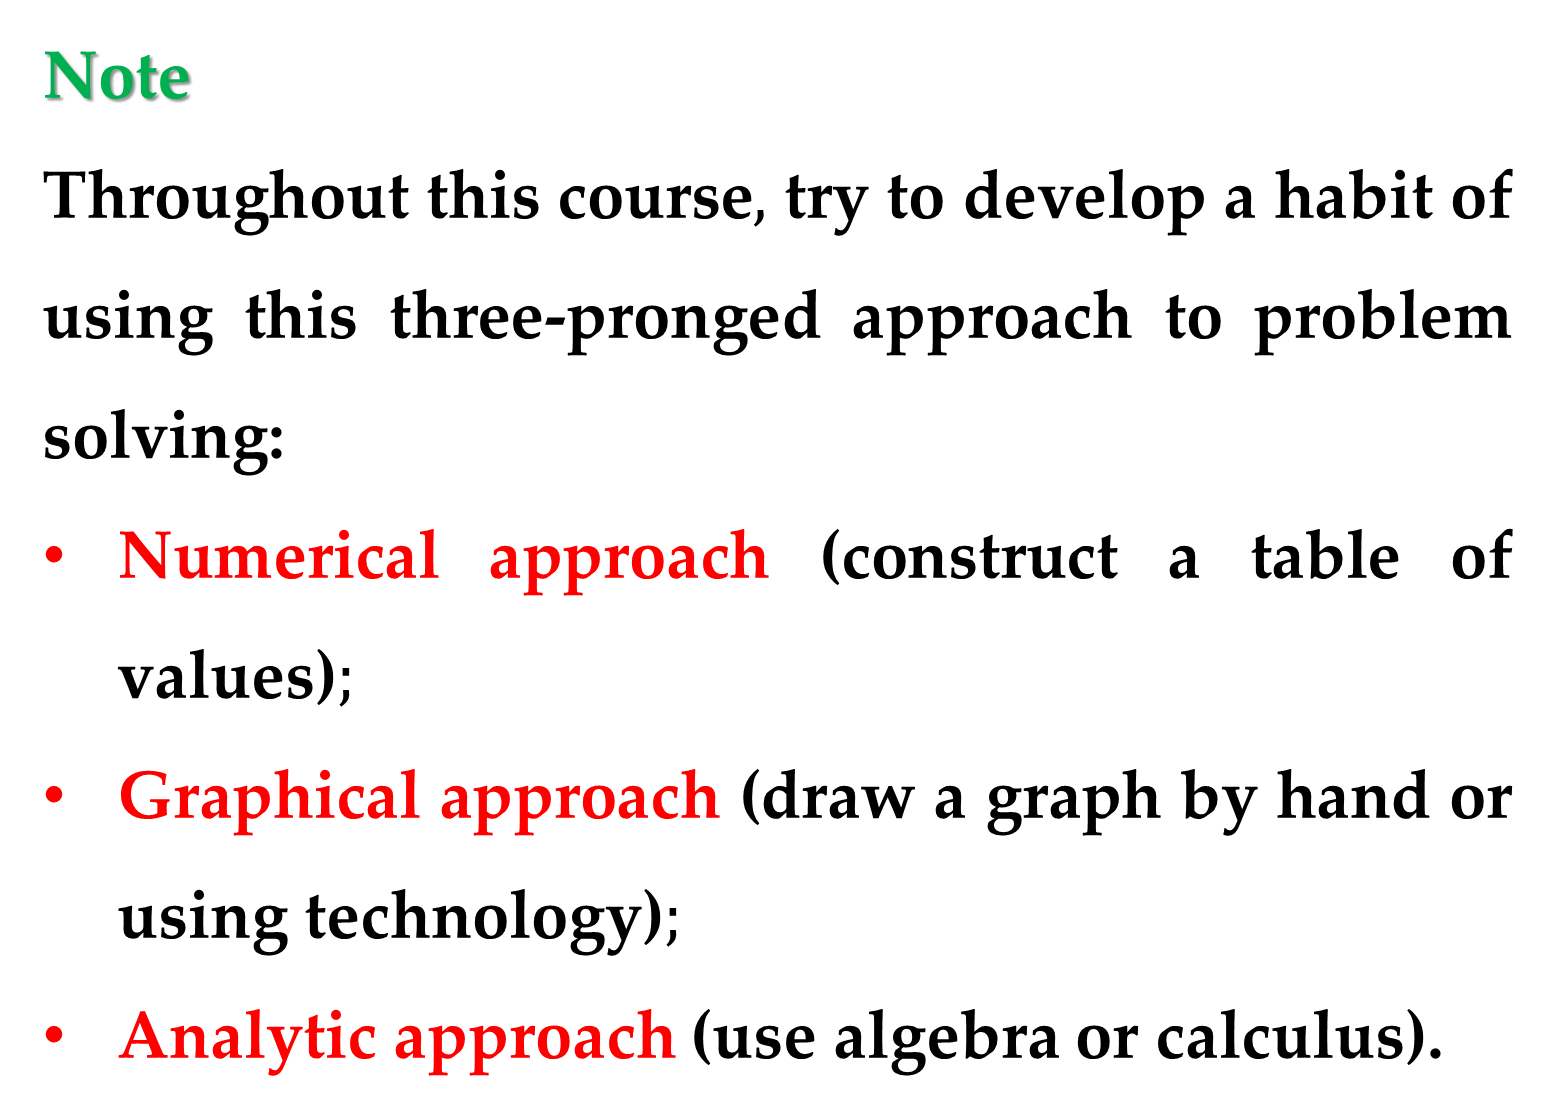 Note
Throughout this course, try to develop a habit of
using this three-pronged approach to problem
solving:
• Numerical approach (construct a table of
values);
• Graphical approach (draw a graph by hand or
using technology);
• Analytic approach (use algebra or calculus).